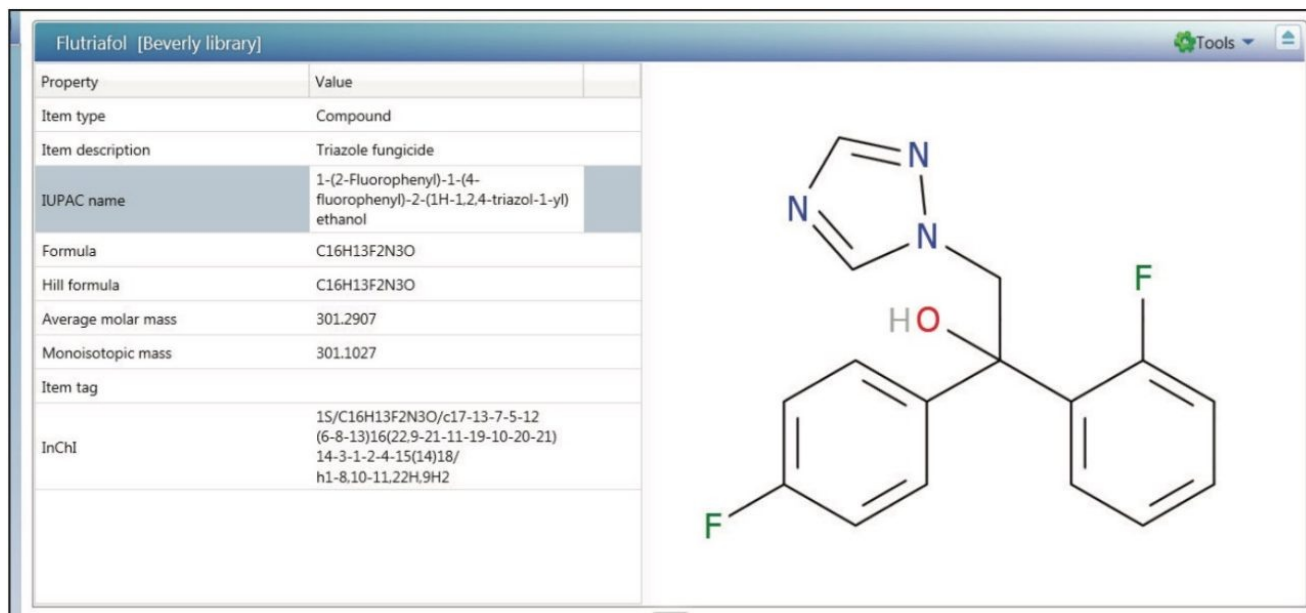 Flutriafol [Beverly library]
Tools
Property Value
Item type Compound
Item description Triazole fungicide
IUPAC name 1-(2-Fluorophenyl)-1-(4-
fluorophenyl)-2-(1H-1,2,4-triazol-1-yl)
ethanol
Formula C16H13F2N3O
Hill formula C16H13F2N3O
Average molar mass 301.2907
Monoisotopic mass 301.1027
Item tag
InChI 1S/C16H13F2N3O/c17-13-7-5-12
(6-8-13)16(22,9-21-11-19-10-20-21)
14-3-1-2-4-15(14)18/
h1-8,10-11,22H,9H2
N
N
N
F
HO
F